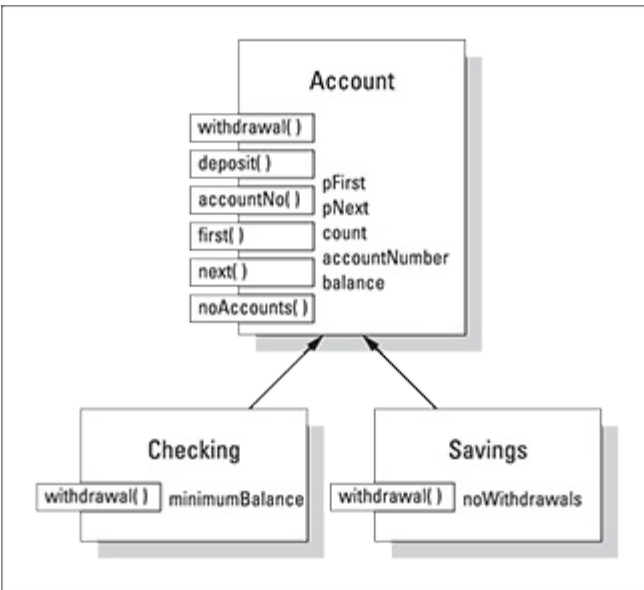 Account
withdrawal( )
deposit( )
accountNo( )
first( )
next( )
noAccounts( )
pFirst
pNext
count
accountNumber
balance
Checking
withdrawal( )
minimumBalance
Savings
withdrawal( )
noWithdrawals